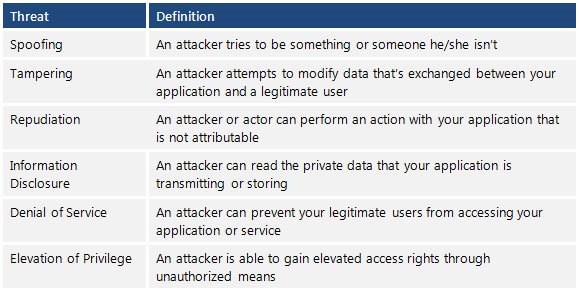 Threat Definition
Spoofing An attacker tries to be something or someone he/she isn't
Tampering An attacker attempts to modify data that's exchanged between your
application and a legitimate user
Repudiation An attacker or actor can perform an action with your application that
is not attributable
Information An attacker can read the private data that your application is
Disclosure transmitting or storing
Denial of Service An attacker can prevent your legitimate users from accessing your
application or service
Elevation of Privilege An attacker is able to gain elevated access rights through
unauthorized means